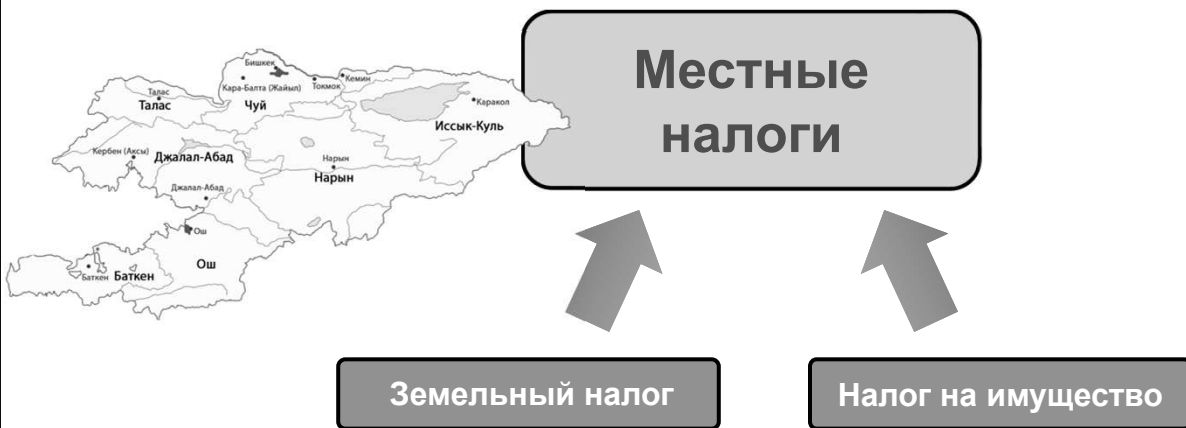 Местные
налоги
Бишкек
Кемин
Кара-Балта (Жайыл)
Токмок
Талас
Талас
Чуй
Каракол
Иссык-Куль
Кербен (Аксы)
Джалал-Абад
Нарын
Нарын
Джалал-Абад
Ош
Ош
Баткен
Баткен
Земельный налог
Налог на имущество